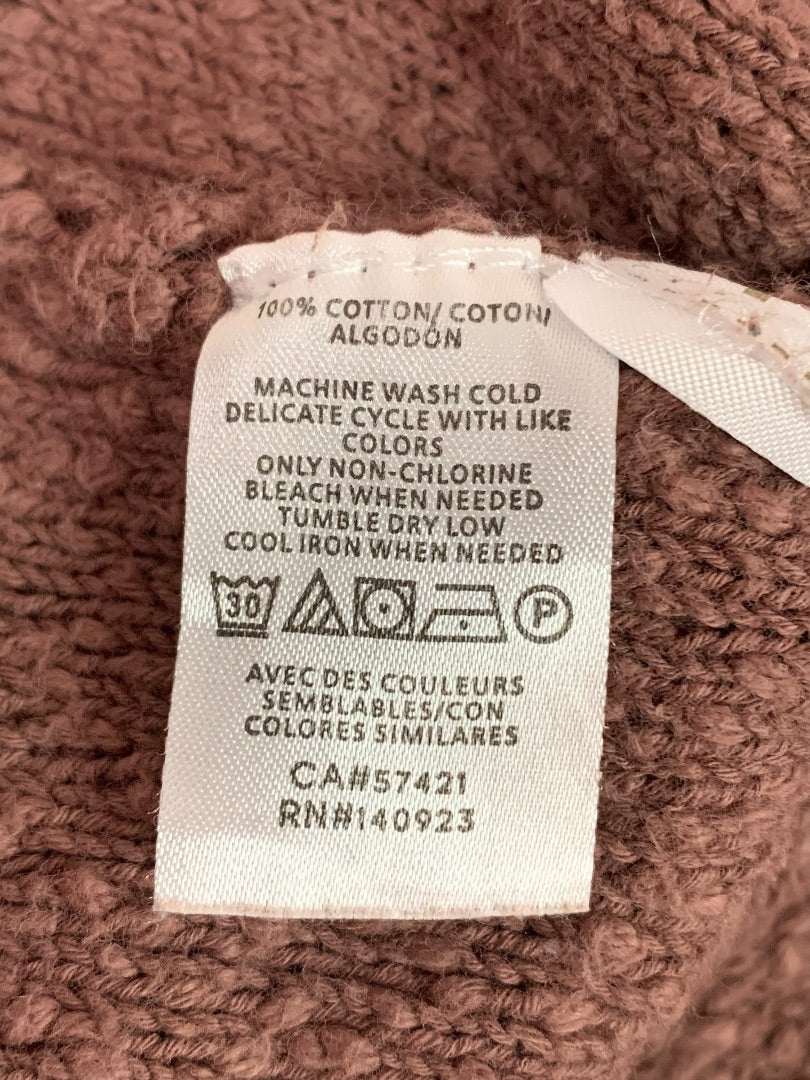 100% COTTON/ COTON/
ALGODÓN
MACHINE WASH COLD
DELICATE CYCLE WITH LIKE
COLORS
ONLY NON-CHLORINE
BLEACH WHEN NEEDED
TUMBLE DRY LOW
COOL IRON WHEN NEEDED
30 P
AVEC DES COULEURS
SEMBLABLES/CON
COLORES SIMILARES
CA#57421
RN#140923